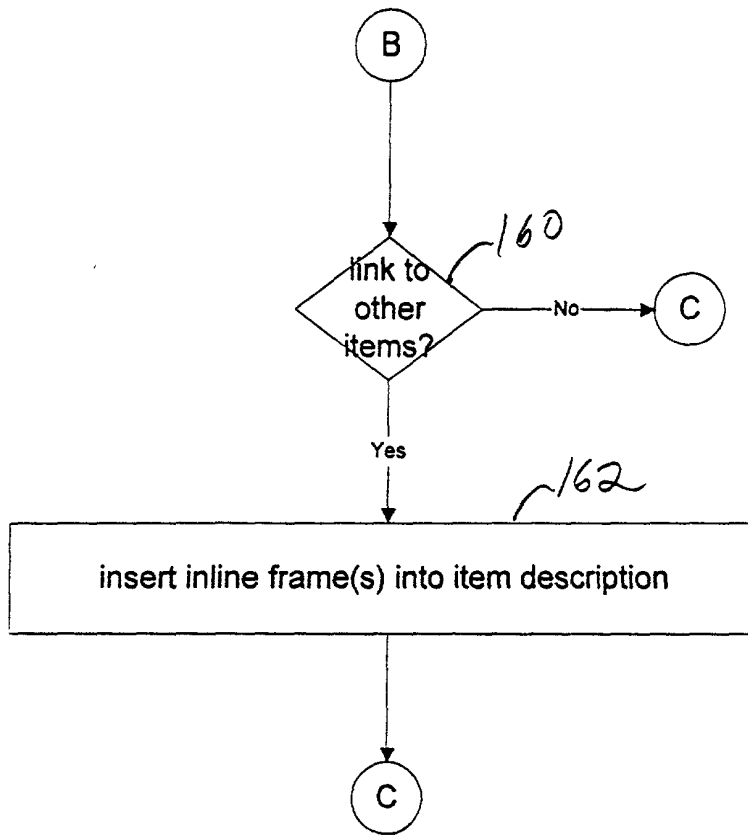 B
160
link to
other
items?
No
C
Yes
162
insert inline frame(s) into item description
C